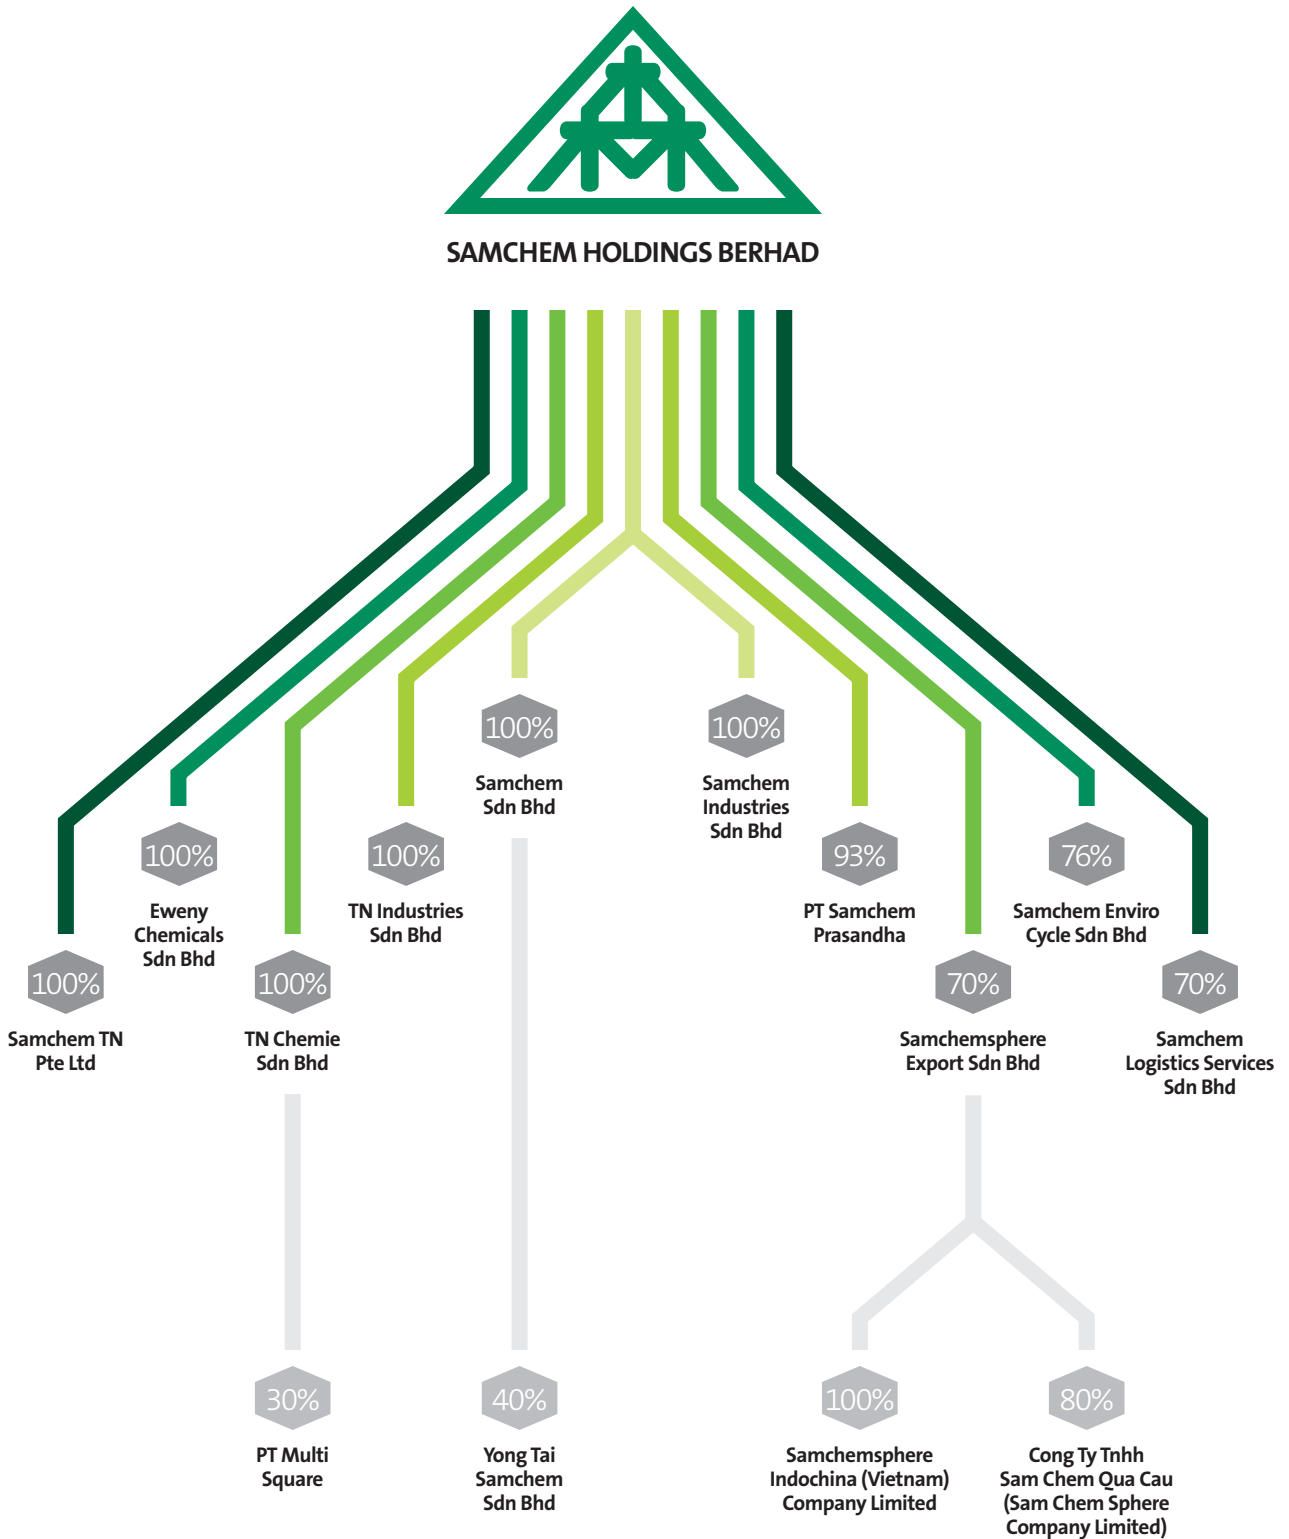 SAMCHEM HOLDINGS BERHAD
100%
Samchem
Sdn Bhd
100%
Samchem
Industries
Sdn Bhd
100%
Eweny
Chemicals
Sdn Bhd
100%
TN Industries
Sdn Bhd
93%
PT Samchem
Prasandha
76%
Samchem Enviro
Cycle Sdn Bhd
100%
Samchem TN
Pte Ltd
100%
TN Chemie
Sdn Bhd
70%
Samchemsphere
Export Sdn Bhd
70%
Samchem
Logistics Services
Sdn Bhd
30%
PT Multi
Square
40%
Yong Tai
Samchem
Sdn Bhd
100%
Samchemsphere
Indochina (Vietnam)
Company Limited
80%
Cong Ty Tnhh
Sam Chem Qua Cau
(Sam Chem Sphere
Company Limited)